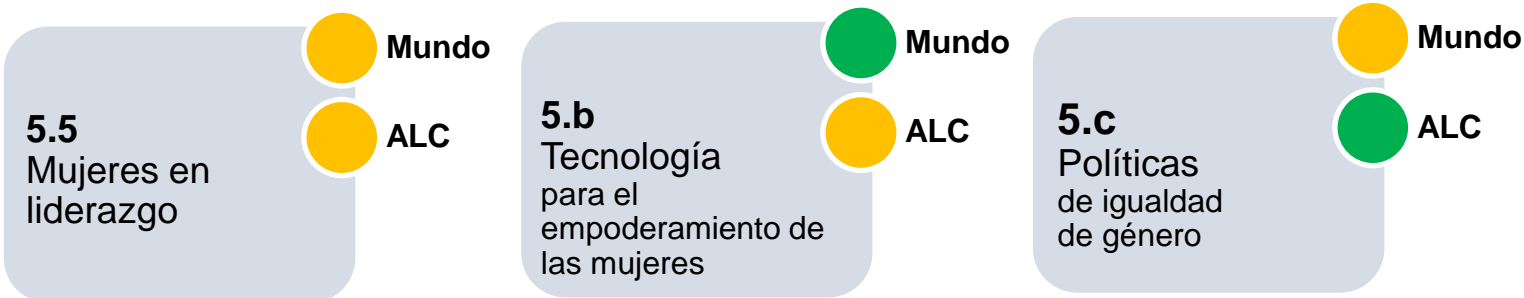 5.5
Mujeres en
liderazgo
Mundo
ALC
5.b
Tecnología
para el
empoderamiento de
las mujeres
Mundo
ALC
5.c
Políticas
de igualdad
de género
Mundo
ALC